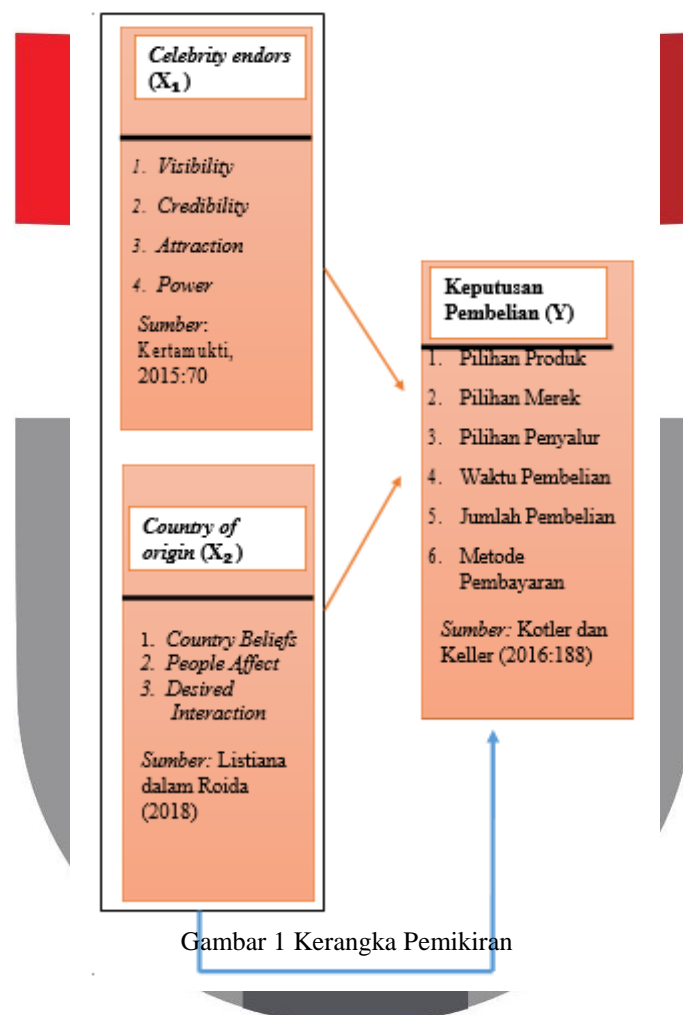 Celebrity endors
(X₁)
1. Visibility
2. Credibility
3. Attraction
4. Power
Sumber:
Kertamukti,
2015:70
Country of
origin (X₂)
1. Country Beliefs
2. People Affect
3. Desired
Interaction
Sumber: Listiana
dalam Roida
(2018)
Keputusan
Pembelian (Y)
1. Pilihan Produk
2. Pilihan Merek
3. Pilihan Penyalur
4. Waktu Pembelian
5. Jumlah Pembelian
6. Metode
Pembayaran
Sumber: Kotler dan
Keller (2016:188)
Gambar 1 Kerangka Pemikiran